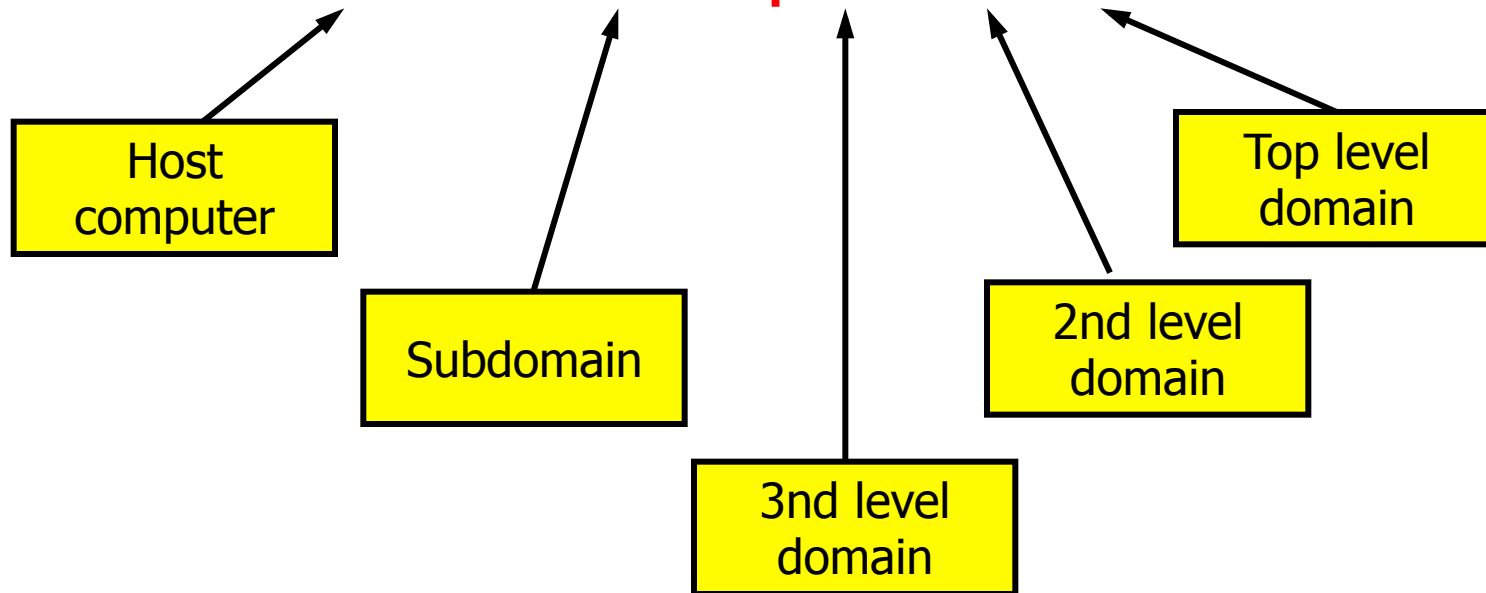 Host
computer
Subdomain
3nd level
domain
2nd level
domain
Top level
domain